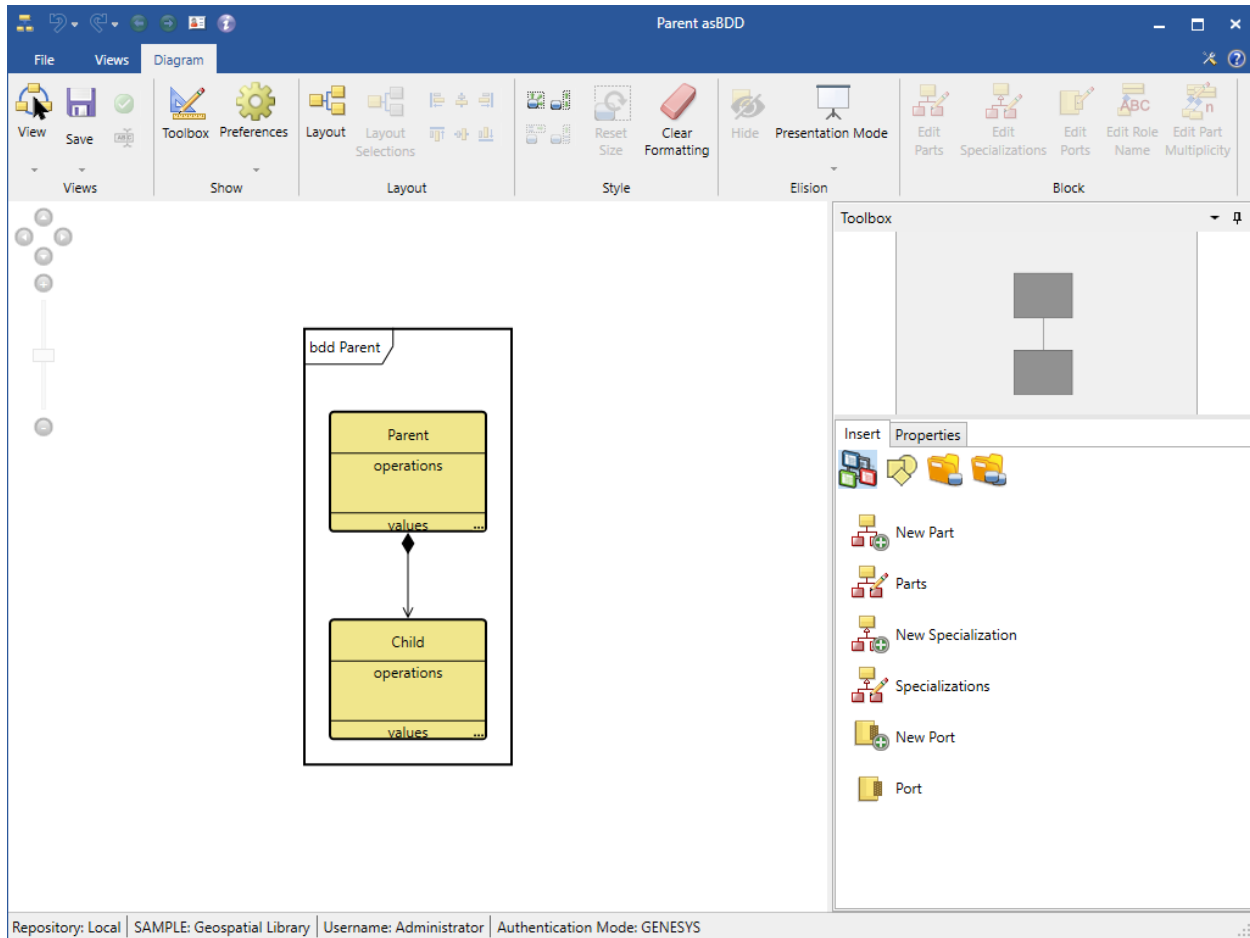 Parent asBDD
File Views Diagram
View Save Toolbox Preferences Layout Layout Selections Reset Size Clear Formatting Hide Presentation Mode Edit Parts Edit Specializations Edit Ports ABC Edit Role Name n Edit Part Multiplicity
Views Show Layout Style Elision Block
Toolbox
bdd Parent
Parent
operations
values ...
Child
operations
values ...
Insert Properties
New Part
Parts
New Specialization
Specializations
New Port
Port
Repository: Local SAMPLE: Geospatial Library Username: Administrator Authentication Mode: GENESYS